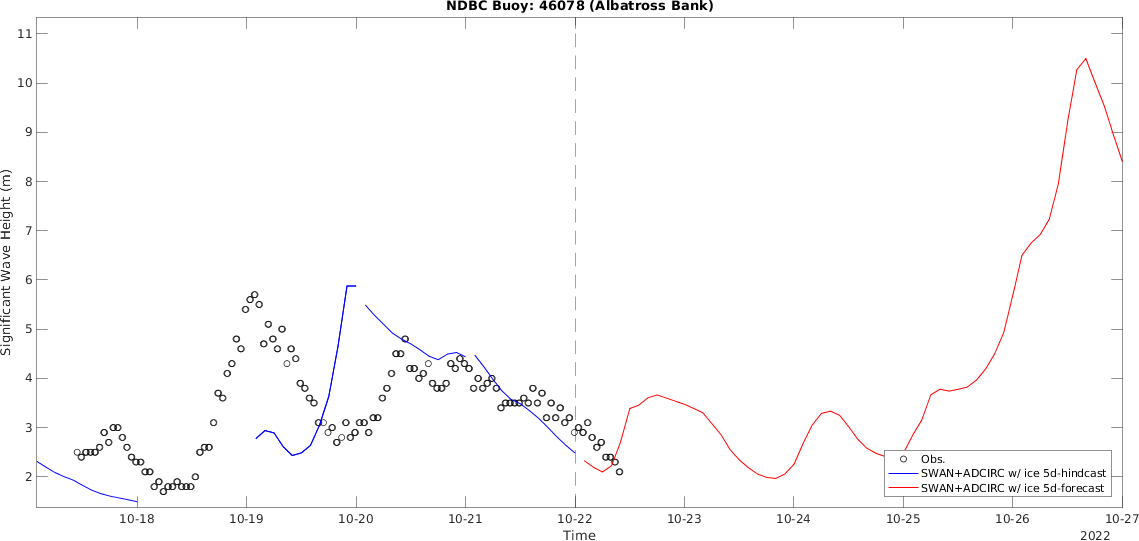 NDBC Buoy: 46078 (Albatross Bank)
11
10
9
8
7
6
5
4
3
2
Significant Wave Height (m)
Obs.
SWAN+ADCIRC w/ ice 5d-hindcast
SWAN+ADCIRC w/ ice 5d-forecast
10-18 10-19 10-20 10-21 10-22 10-23 10-24 10-25 10-26 10-27
Time
2022